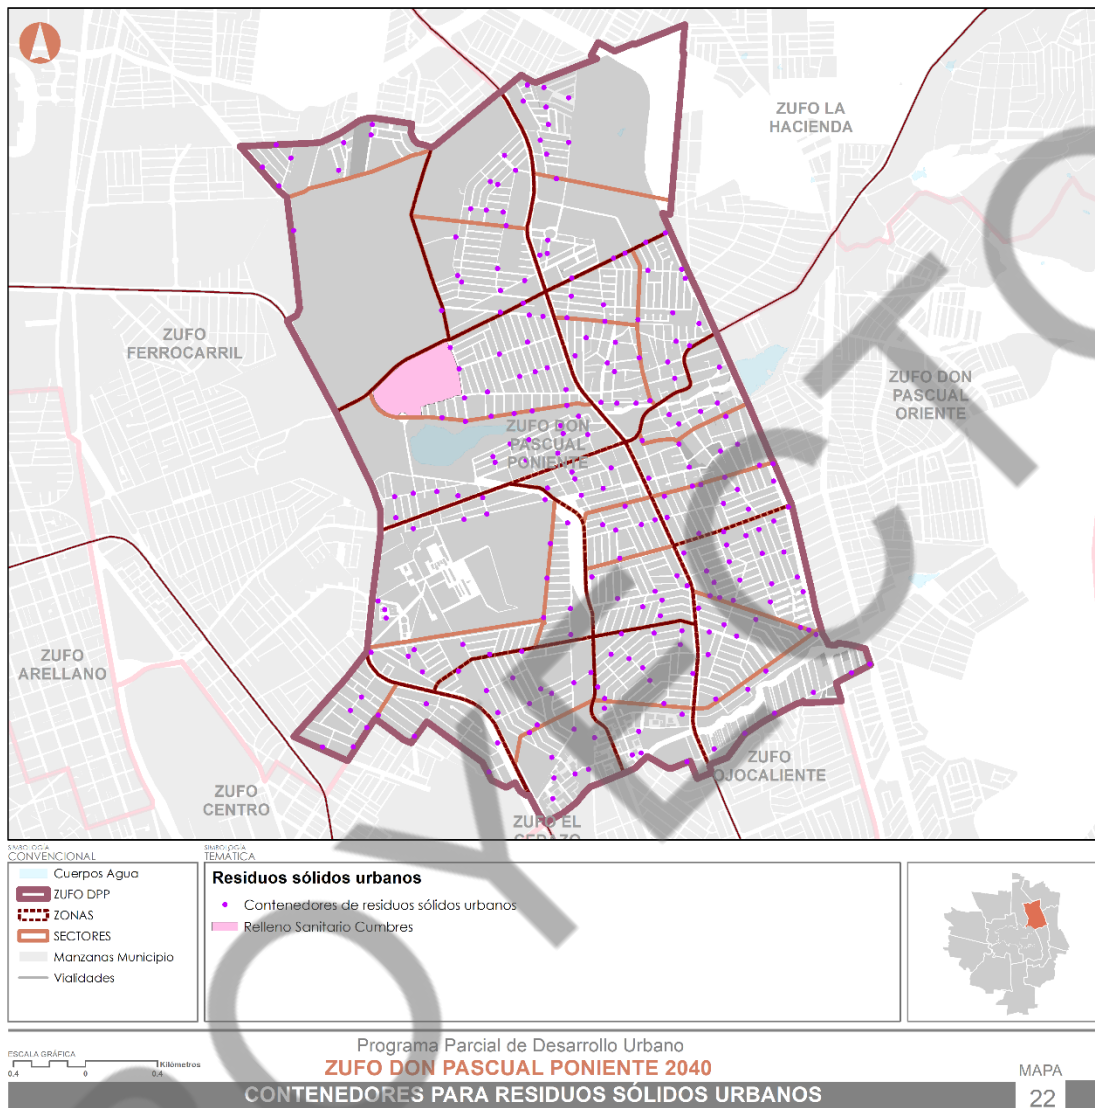 ZUFO LA
HACIENDA
ZUFO
FERROCARRIL
ZUFO DON
PASCUAL
ORIENTE
ZUFO DON
PASCUAL
PONIENTE
ZUFO
ARELLANO
ZUFO
CENTRO
ZUFO
OJOCALIENTE
ZUFO EL
CEDAZO
PROYECTO
SIMBOLOGÍA
CONVENCIONAL
Cuerpos Agua
ZUFO DPP
ZONAS
SECTORES
Manzanas Municipio
Vialidades
SIMBOLOGÍA
TEMÁTICA
Residuos sólidos urbanos
Contenedores de residuos sólidos urbanos
Relleno Sanitario Cumbres
ESCALA GRÁFICA
0.4 0 0.4 Kilómetros
Programa Parcial de Desarrollo Urbano
ZUFO DON PASCUAL PONIENTE 2040
CONTENEDORES PARA RESIDUOS SÓLIDOS URBANOS
MAPA
22